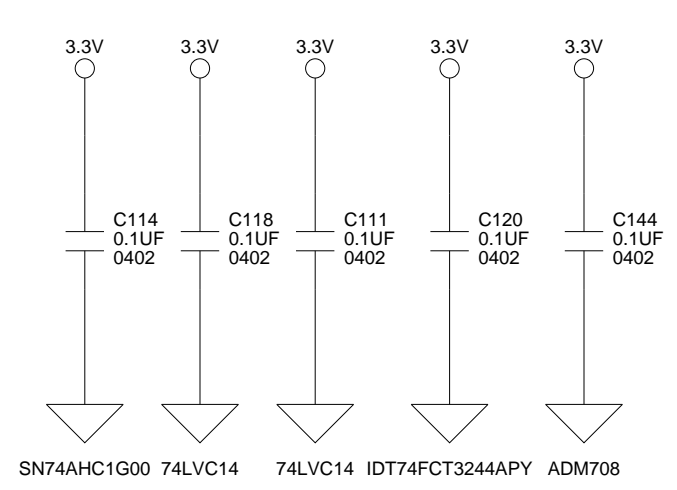 3.3V 3.3V 3.3V 3.3V 3.3V
C114 C118 C111 C120 C144
0.1UF 0.1UF 0.1UF 0.1UF 0.1UF
0402 0402 0402 0402 0402
SN74AHC1G00 74LVC14 74LVC14 IDT74FCT3244APY ADM708